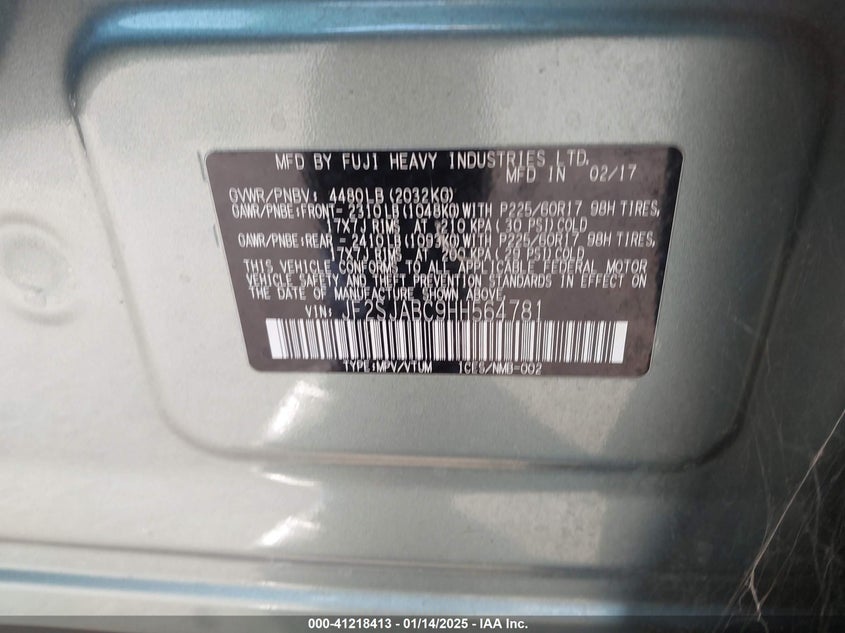 MFD BY FUJI HEAVY INDUSTRIES LTD.
MFD IN 02/17
GVWR/PNBV: 4480LB (2032KG)
GAWR/PNBE:FRONT- 2310LB(1048KG)WITH P225/60R17 98H TIRES,
17X7J RIMS AT 210 KPA (30 PSI)COLD
GAWR/PNBE:REAR - 2410LB(1093KG)WITH P225/60R17 98H TIRES,
17X7J RIMS AT 200 KPA (29 PSI)COLD
THIS VEHICLE CONFORMS TO ALL APPLICABLE FEDERAL MOTOR
VEHICLE SAFETY AND THEFT PREVENTION STANDARDS IN EFFECT ON
THE DATE OF MANUFACTURE SHOWN ABOVE.
VIN: JF2SJABC9HH564781
TYPE:MPV/VTUM ICES/NMB-002
000-41218413 - 01/14/2025 - IAA Inc.